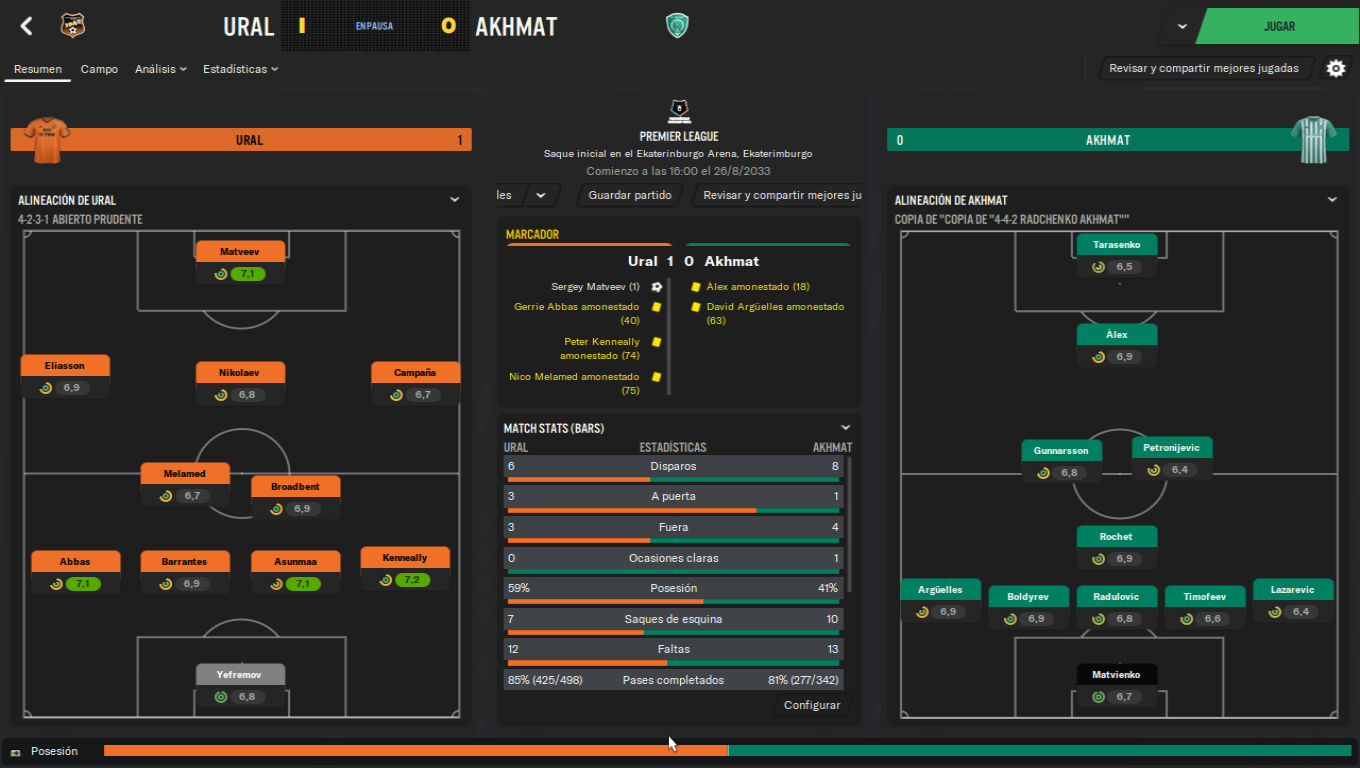 URAL 1 EN PAUSA 0 AKHMAT
JUGAR
Resumen Campo Análisis Estadísticas
Revisar y compartir mejores jugadas
URAL 1
ALINEACIÓN DE URAL
4-2-3-1 ABIERTO PRUDENTE
Matveev
7,1
Eliasson
6,9
Nikolaev
6,8
Campaña
6,7
Melamed
6,7
Broadbent
6,9
Abbas
7,1
Barrantes
6,9
Asunmaa
7,1
Kenneally
7,2
Yefremov
6,8
PREMIER LEAGUE
Saque inicial en el Ekaterinburgo Arena, Ekaterimburgo
Comienzo a las 16:00 el 26/8/2033
les Guardar partido Revisar y compartir mejores ju
MARCADOR
Ural 1 0 Akhmat
Sergey Matveev (1)
Gerrie Abbas amonestado
(40)
Peter Kenneally
amonestado (74)
Nico Melamed amonestado
(75)
Àlex amonestado (18)
David Argüelles amonestado
(63)
MATCH STATS (BARS)
URAL ESTADÍSTICAS AKHMAT
6 Disparos 8
3 A puerta 1
3 Fuera 4
0 Ocasiones claras 1
59% Posesión 41%
7 Saques de esquina 10
12 Faltas 13
85% (425/498) Pases completados 81% (277/342)
Configurar
0 AKHMAT
ALINEACIÓN DE AKHMAT
COPIA DE "COPIA DE "4-4-2 RADCHENKO AKHMAT""
Tarasenko
6,5
Àlex
6,9
Gunnarsson
6,8
Petronijevic
6,4
Rochet
6,9
Argüelles
6,9
Boldyrev
6,9
Radulovic
6,8
Timofeev
6,6
Lazarevic
6,4
Matvienko
6,7
Posesión